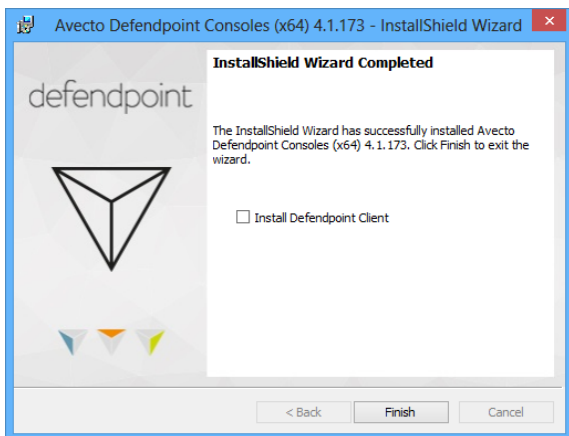 Avecto Defendpoint Consoles (x64) 4.1.173 - InstallShield Wizard
InstallShield Wizard Completed
defendpoint
The InstallShield Wizard has successfully installed Avecto
Defendpoint Consoles (x64) 4.1.173. Click Finish to exit the
wizard.
Install Defendpoint Client
< Back
Finish
Cancel